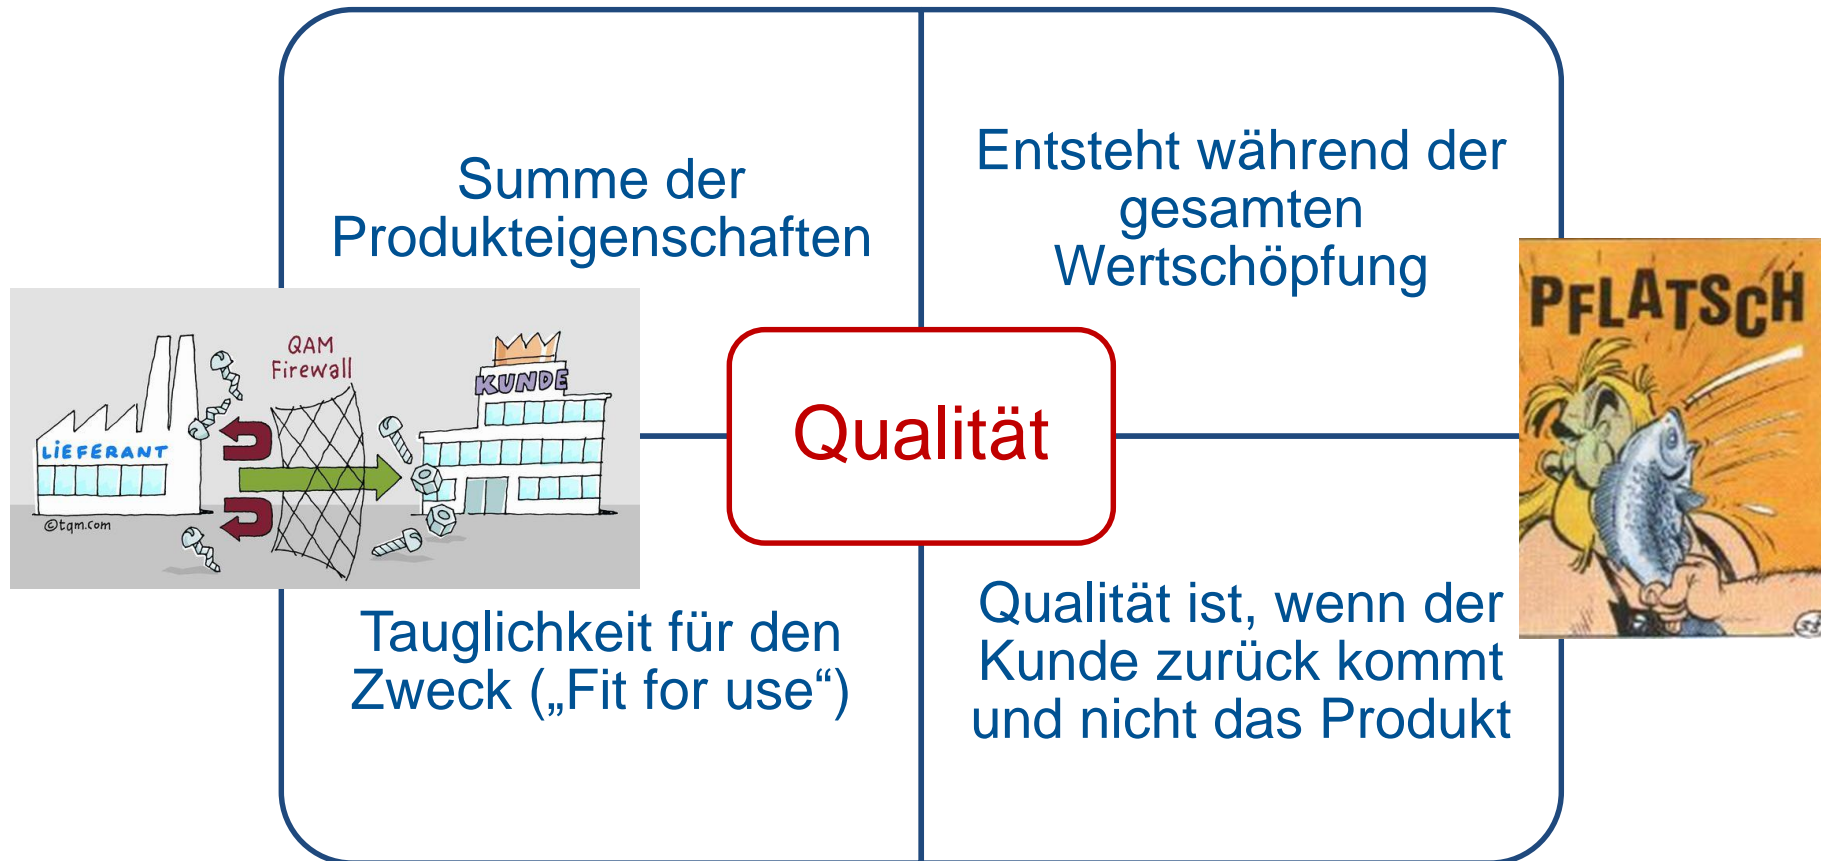 Summe der
Produkteigenschaften
Entsteht während der
gesamten
Wertschöpfung
QAM
Firewall
KUNDE
LiEFERANT
©tqm.com
Qualität
PFLATSCH
Tauglichkeit für den
Zweck („Fit for use“)
Qualität ist, wenn der
Kunde zurück kommt
und nicht das Produkt